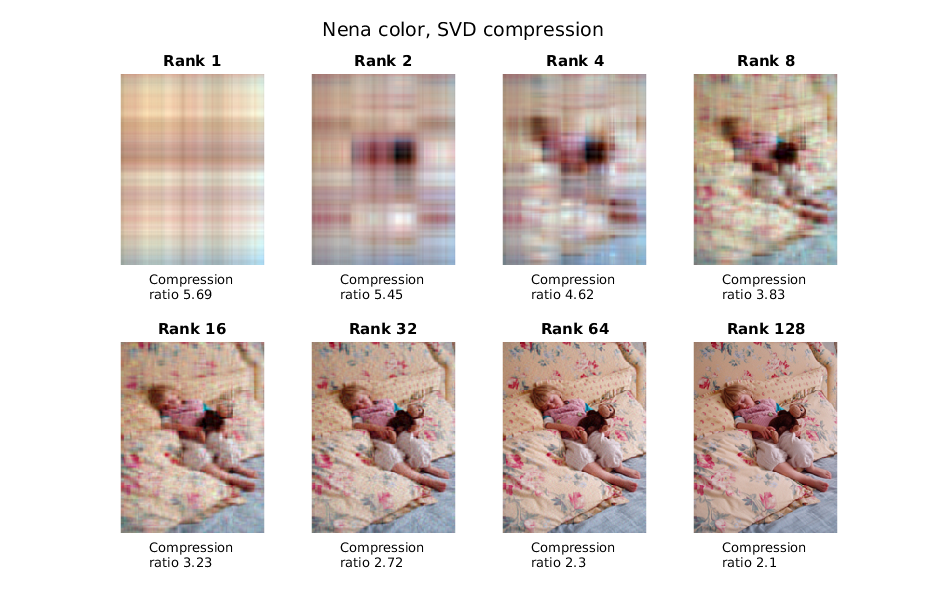 Nena color, SVD compression
Rank 1
Rank 2
Rank 4
Rank 8
Compression
ratio 5.69
Compression
ratio 5.45
Compression
ratio 4.62
Compression
ratio 3.83
Rank 16
Rank 32
Rank 64
Rank 128
Compression
ratio 3.23
Compression
ratio 2.72
Compression
ratio 2.3
Compression
ratio 2.1